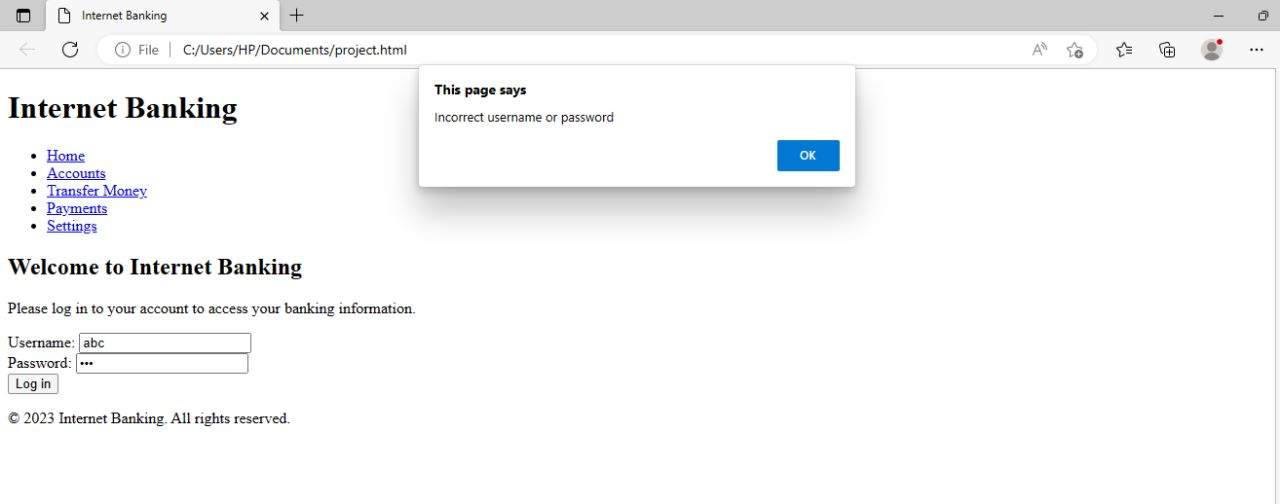 Internet Banking
File
C:/Users/HP/Documents/project.html
This page says
Incorrect username or password
OK
Internet Banking
Home
Accounts
Transfer Money
Payments
Settings
Welcome to Internet Banking
Please log in to your account to access your banking information.
Username: abc
Password: •••
Log in
© 2023 Internet Banking. All rights reserved.